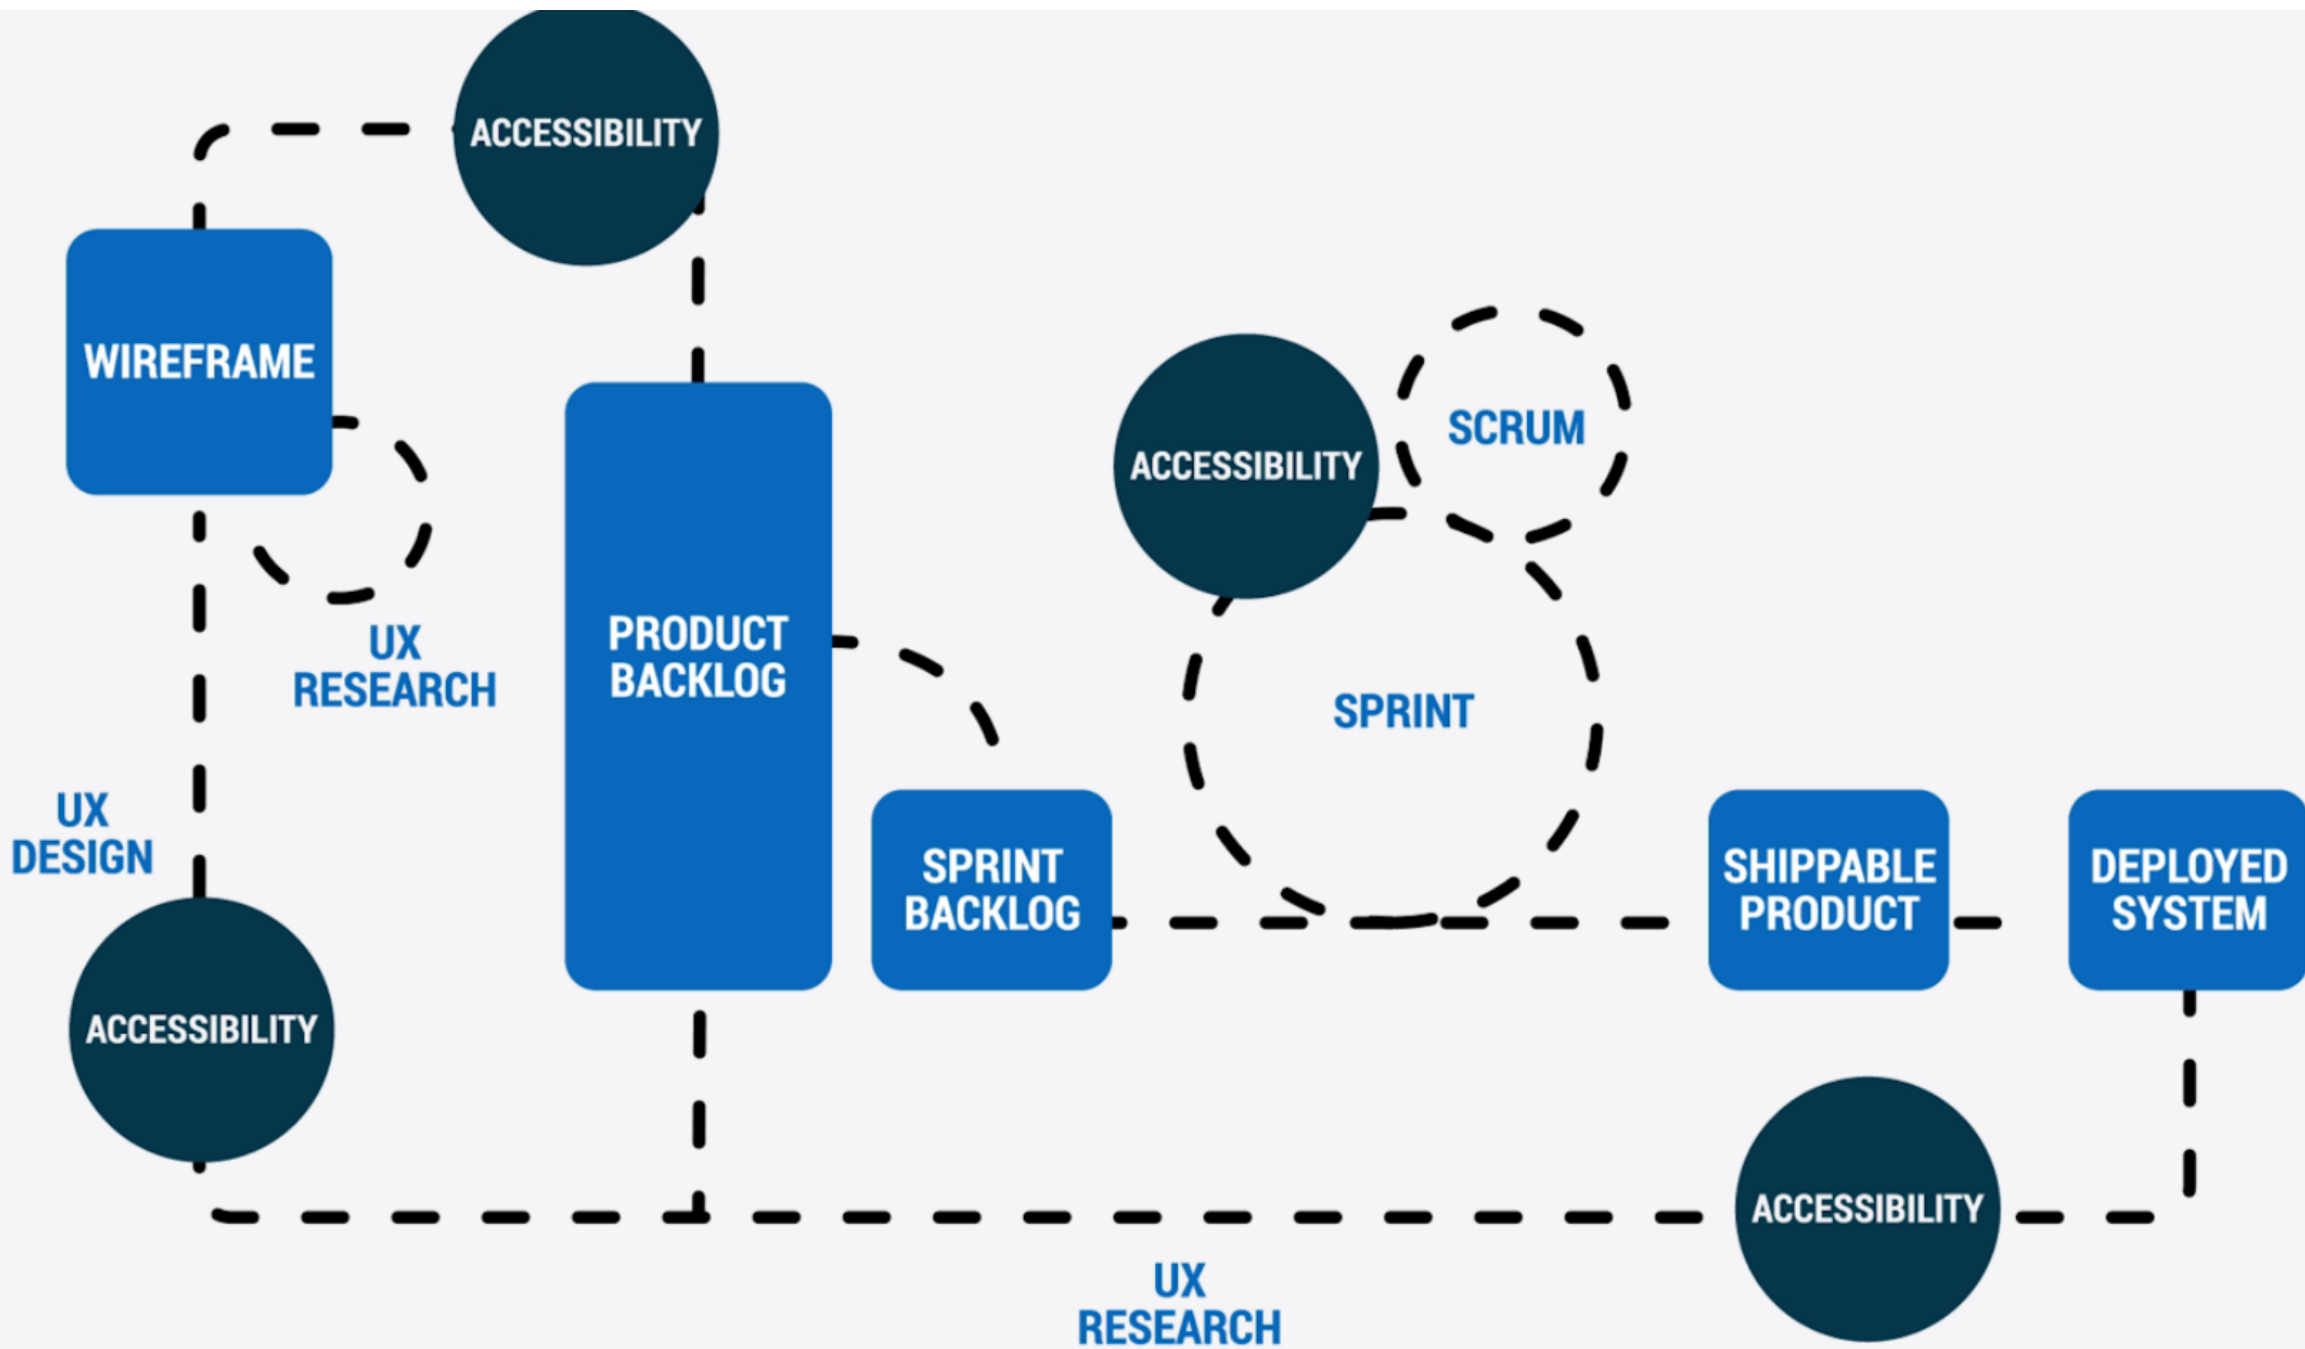 ACCESSIBILITY
WIREFRAME
UX
RESEARCH
UX
DESIGN
ACCESSIBILITY
PRODUCT
BACKLOG
SPRINT
BACKLOG
ACCESSIBILITY
SCRUM
SPRINT
SHIPPABLE
PRODUCT
DEPLOYED
SYSTEM
ACCESSIBILITY
UX
RESEARCH